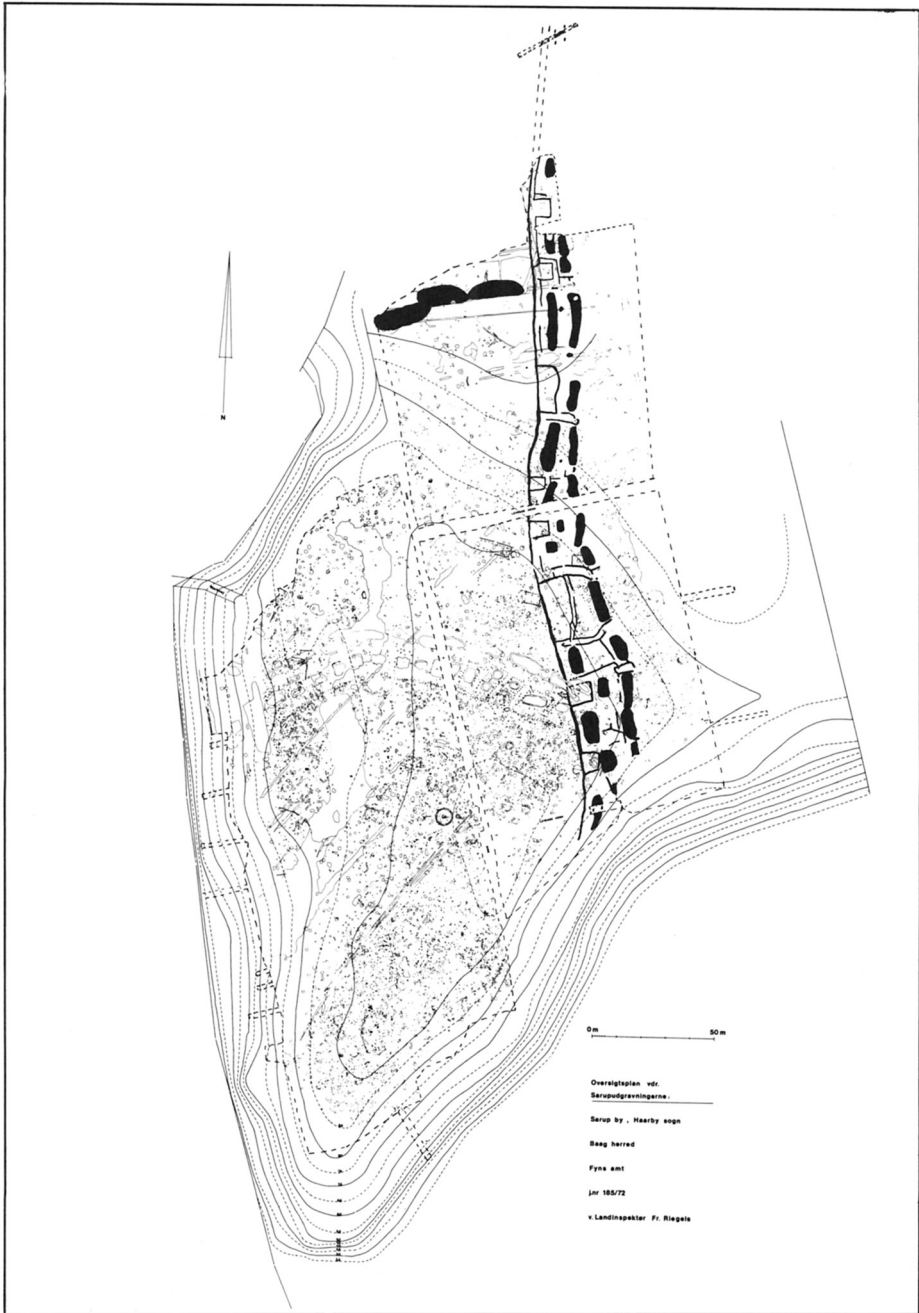 N
0 m 50 m
Oversigtsplan vdr.
Sarupudgravningerne.
Sarup by, Haarby sogn
Baag herred
Fyns amt
j.nr 185/72
v. Landinspektør Fr. Riegels